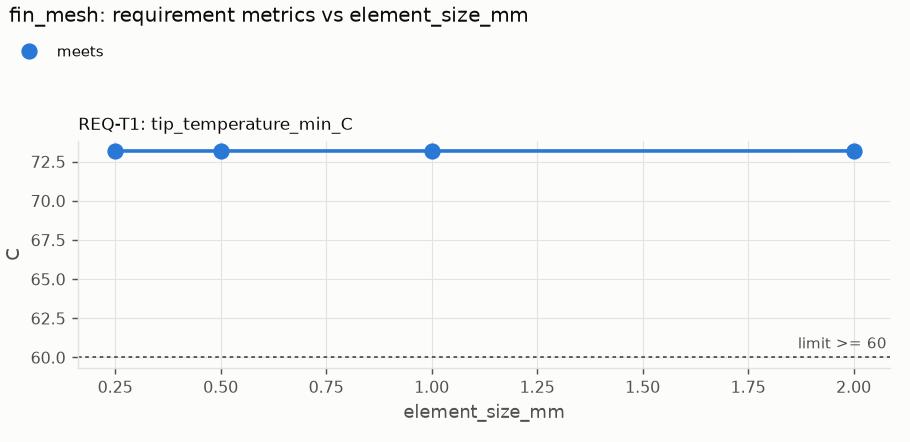 fin_mesh: requirement metrics vs element_size_mm
meets
REQ-T1: tip_temperature_min_C
72.5
70.0
67.5
65.0
62.5
60.0
C
limit >= 60
0.25 0.50 0.75 1.00 1.25 1.50 1.75 2.00
element_size_mm